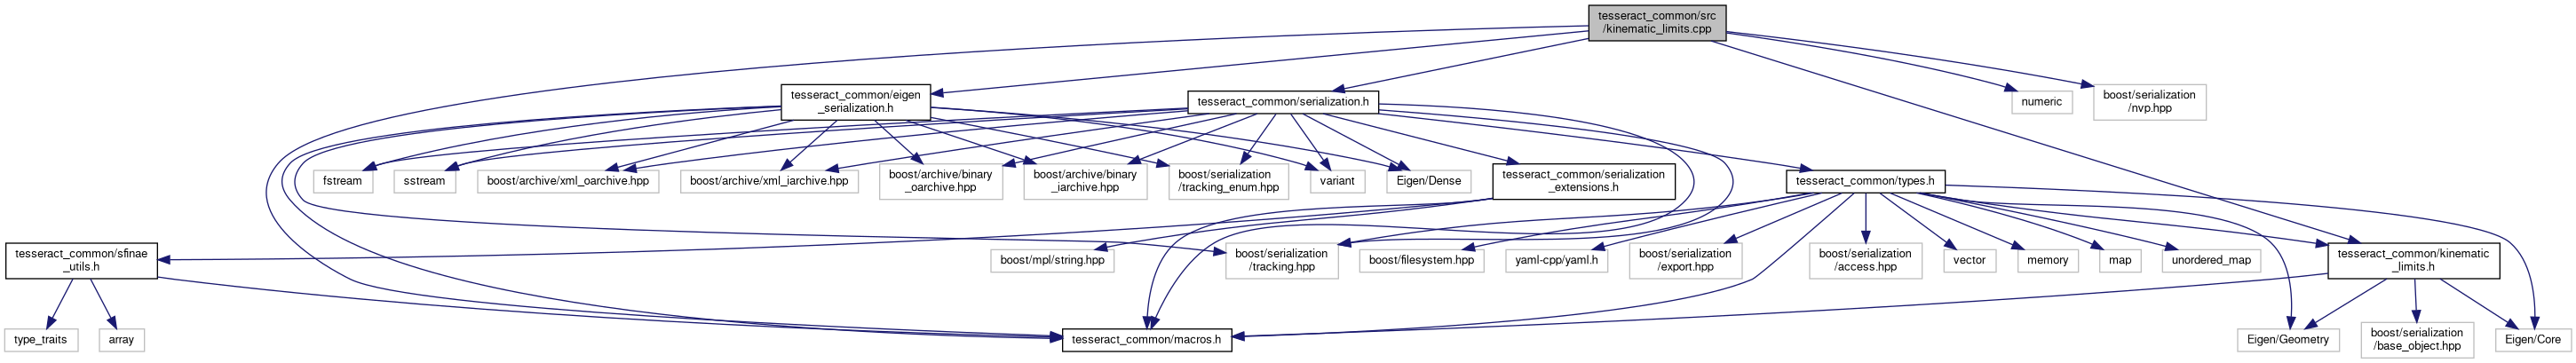 tesseract_common/src
/kinematic_limits.cpp
tesseract_common/eigen
_serialization.h
tesseract_common/serialization.h
numeric
boost/serialization
/nvp.hpp
fstream
sstream
boost/archive/xml_oarchive.hpp
boost/archive/xml_iarchive.hpp
boost/archive/binary
_oarchive.hpp
boost/archive/binary
_iarchive.hpp
boost/serialization
/tracking_enum.hpp
variant
Eigen/Dense
tesseract_common/serialization
_extensions.h
tesseract_common/types.h
tesseract_common/sfinae
_utils.h
boost/mpl/string.hpp
boost/serialization
/tracking.hpp
boost/filesystem.hpp
yaml-cpp/yaml.h
boost/serialization
/export.hpp
boost/serialization
/access.hpp
vector
memory
map
unordered_map
tesseract_common/kinematic
_limits.h
type_traits
array
tesseract_common/macros.h
Eigen/Geometry
boost/serialization
/base_object.hpp
Eigen/Core